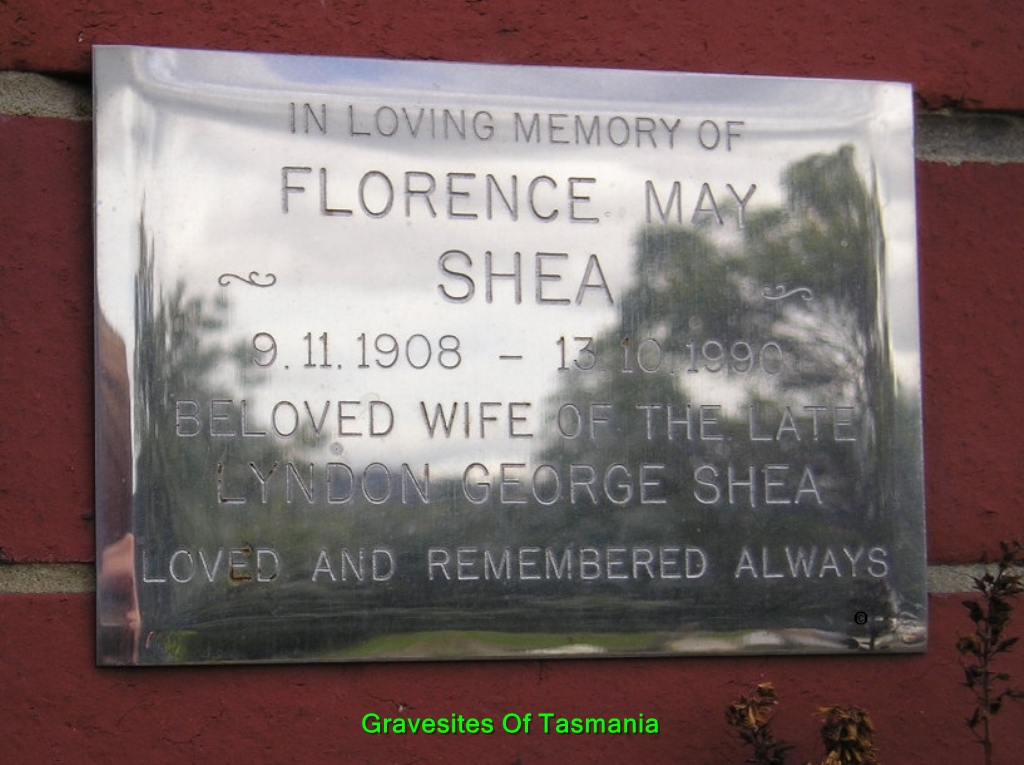 IN LOVING MEMORY OF
FLORENCE MAY
SHEA
9.11.1908 - 13.10.1990
BELOVED WIFE OF THE LATE
LYNDON GEORGE SHEA
LOVED AND REMEMBERED ALWAYS
©
Gravesites Of Tasmania